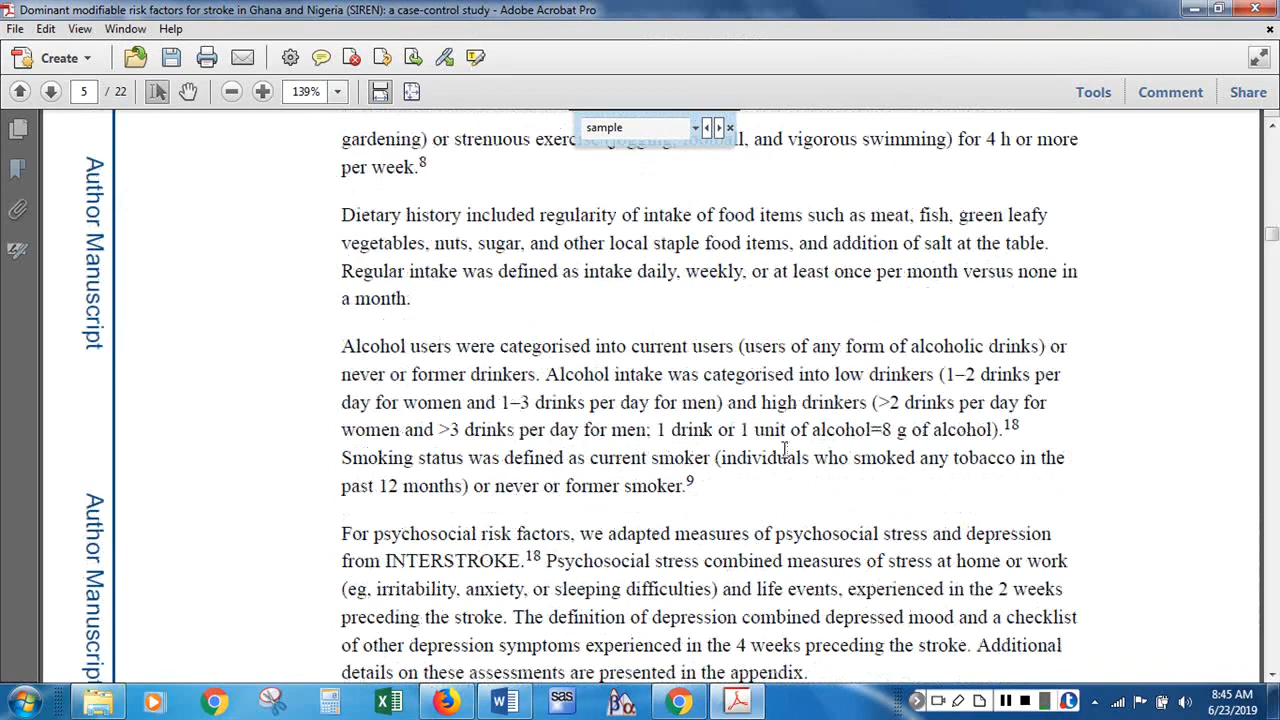 Dominant modifiable risk factors for stroke in Ghana and Nigeria (SIREN): a case-control study - Adobe Acrobat Pro
File Edit View Window Help
Create
5 / 22 139% Tools Comment Share
sample
gardening) or strenuous exercise (jogging, football, and vigorous swimming) for 4 h or more
per week.8
Dietary history included regularity of intake of food items such as meat, fish, green leafy
vegetables, nuts, sugar, and other local staple food items, and addition of salt at the table.
Regular intake was defined as intake daily, weekly, or at least once per month versus none in
a month.
Alcohol users were categorised into current users (users of any form of alcoholic drinks) or
never or former drinkers. Alcohol intake was categorised into low drinkers (1–2 drinks per
day for women and 1–3 drinks per day for men) and high drinkers (>2 drinks per day for
women and >3 drinks per day for men; 1 drink or 1 unit of alcohol=8 g of alcohol).18
Smoking status was defined as current smoker (individuals who smoked any tobacco in the
past 12 months) or never or former smoker.9
For psychosocial risk factors, we adapted measures of psychosocial stress and depression
from INTERSTROKE.18 Psychosocial stress combined measures of stress at home or work
(eg, irritability, anxiety, or sleeping difficulties) and life events, experienced in the 2 weeks
preceding the stroke. The definition of depression combined depressed mood and a checklist
of other depression symptoms experienced in the 4 weeks preceding the stroke. Additional
details on these assessments are presented in the appendix.
Author Manuscript
Author Manuscript
sas
βα
8:45 AM
6/23/2019